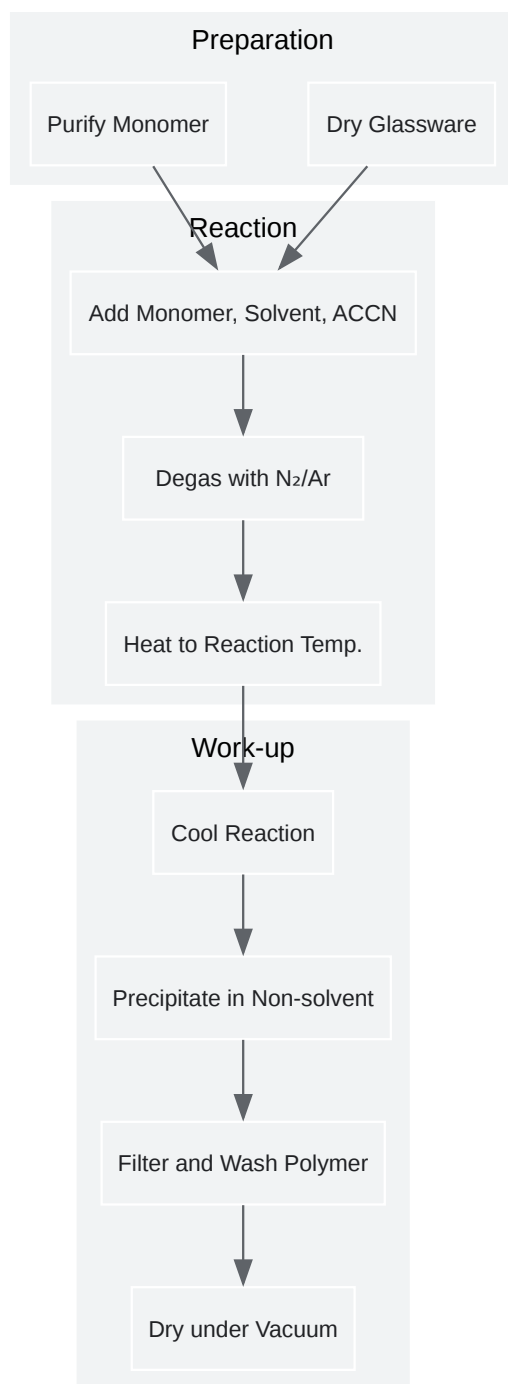 Preparation
Purify Monomer
Dry Glassware
Reaction
Add Monomer, Solvent, ACCN
Degas with N₂/Ar
Heat to Reaction Temp.
Work-up
Cool Reaction
Precipitate in Non-solvent
Filter and Wash Polymer
Dry under Vacuum